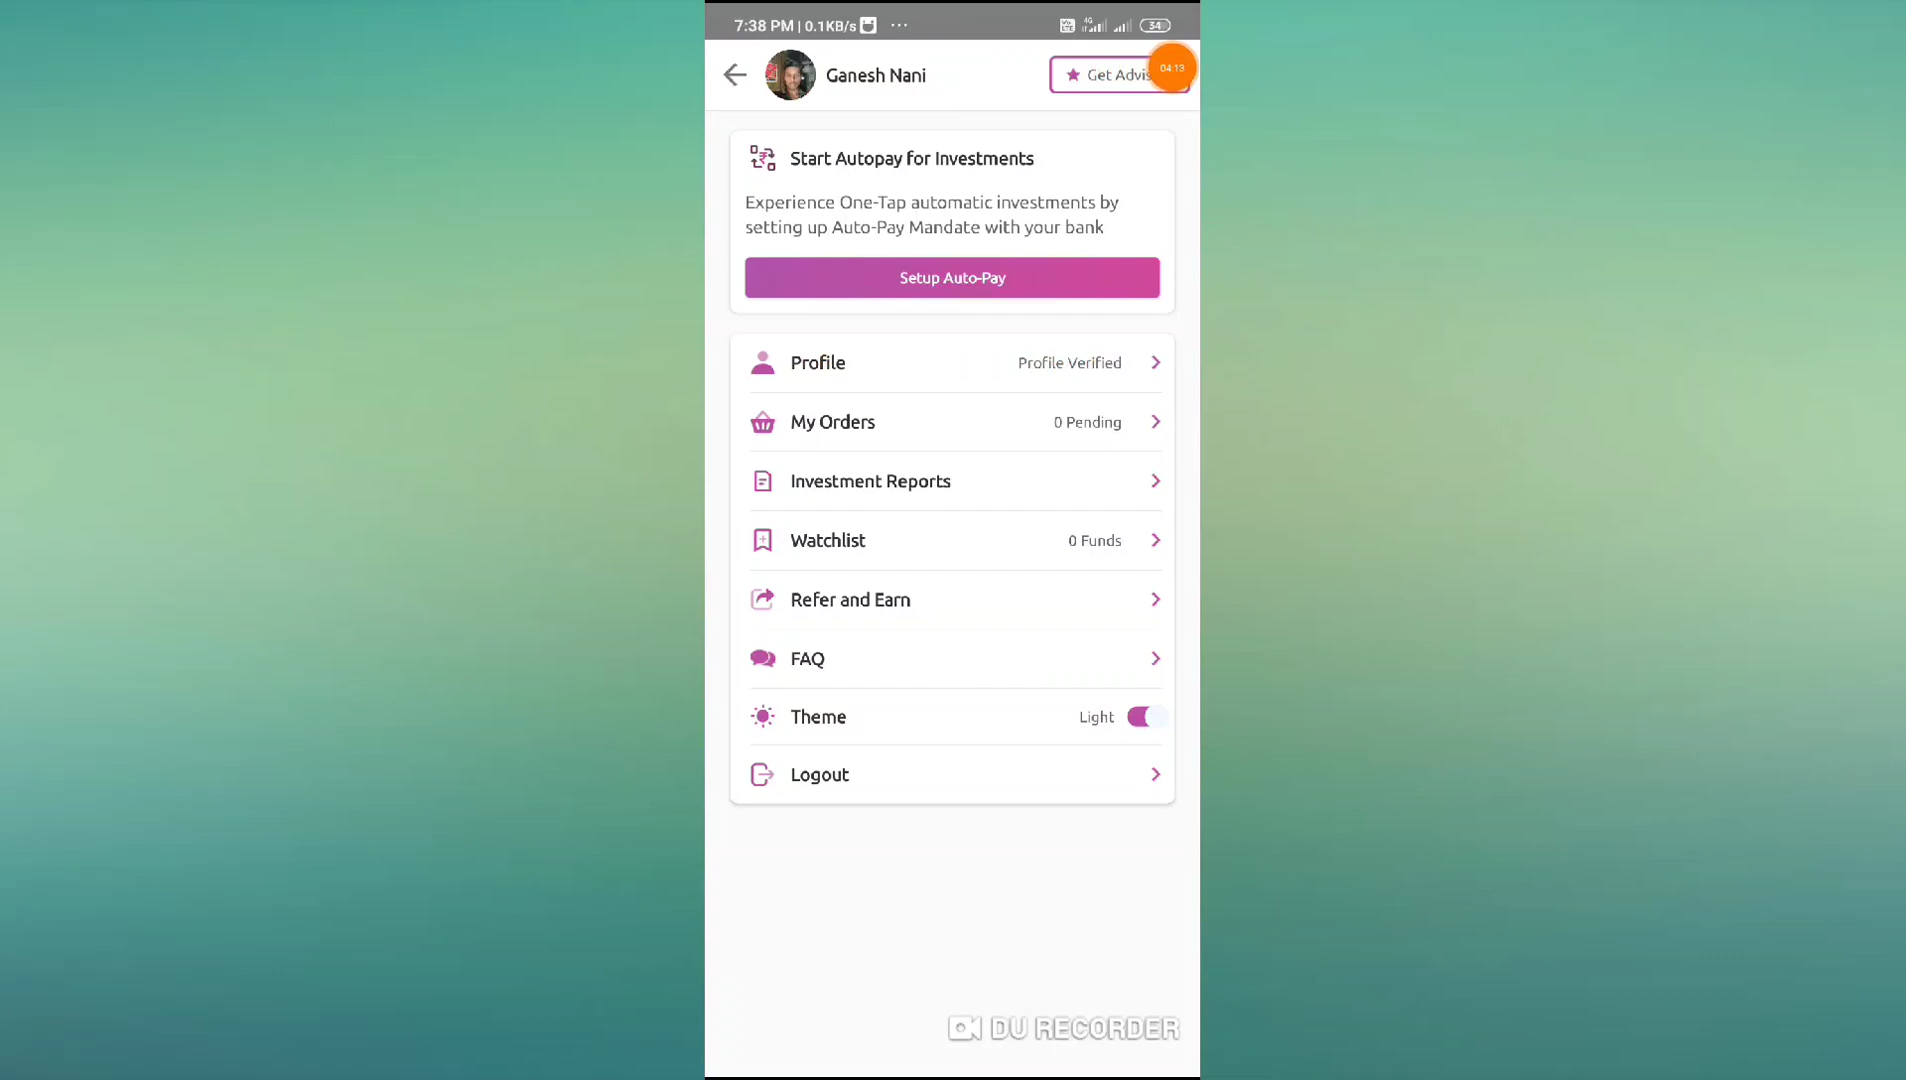 7:38 PM | 0.1KB/s ...
4G
34
Ganesh Nani
Get Advis
04:13
Start Autopay for Investments
Experience One-Tap automatic investments by
setting up Auto-Pay Mandate with your bank
Setup Auto-Pay
Profile
Profile Verified
My Orders
0 Pending
Investment Reports
Watchlist
0 Funds
Refer and Earn
FAQ
Theme
Light
Logout
DU RECORDER